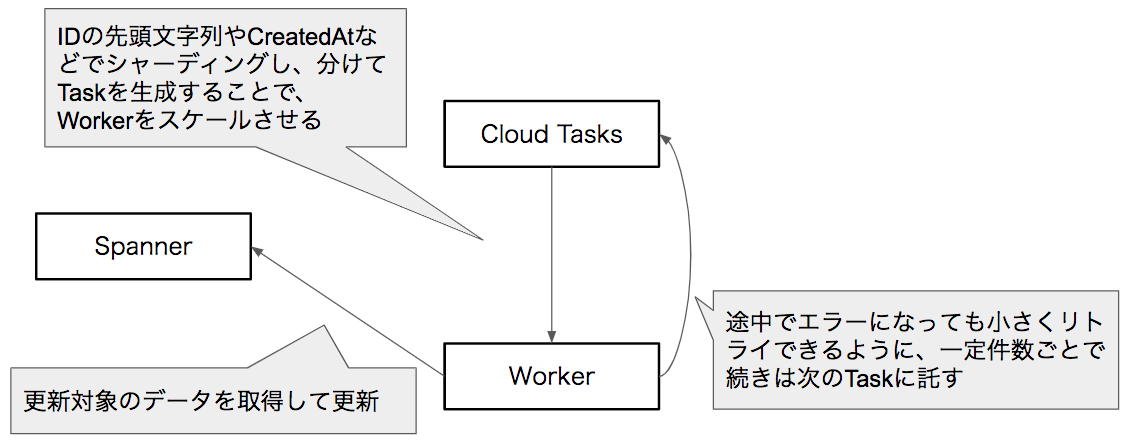 IDの先頭文字列やCreatedAtな
どでシャーディングし、分けて
Taskを生成することで、
Workerをスケールさせる
Cloud Tasks
Spanner
途中でエラーになっても小さくリト
ライできるように、一定件数ごとで
続きは次のTaskに託す
Worker
更新対象のデータを取得して更新